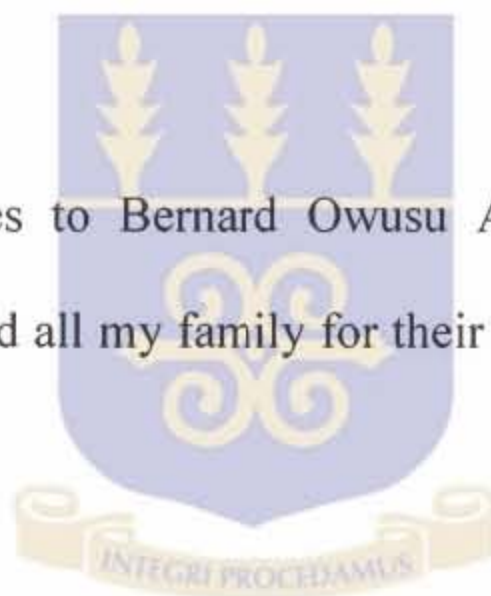 es to Bernard Owusu A
d all my family for their
INTEGRI PROCEDAMUS